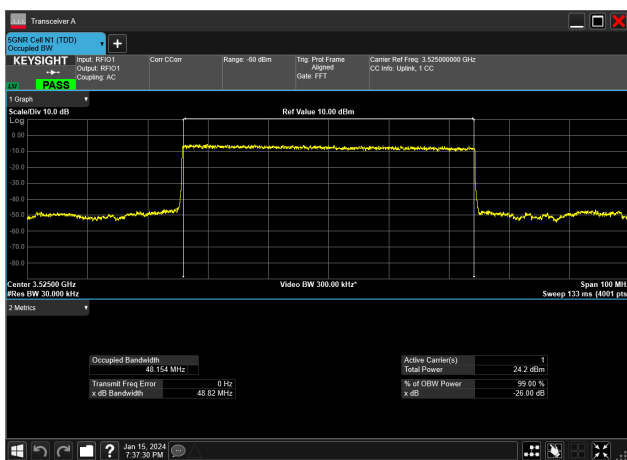 Transceiver A
5GNR Cell N1 (TDD)
Occupied BW
KEYSIGHT
PASS
Input: RFIO1
Output: RFIO1
Coupling: AC
Corr CCorr
Range: -60 dBm
Trig: Prot Frame
Aligned
Gate: FFT
Carrier Ref Freq: 3.525000000 GHz
CC Info: Uplink, 1 CC
1 Graph
Scale/Div 10.0 dB
Ref Value 10.00 dBm
Log
0.00
-10.0
-20.0
-30.0
-40.0
-50.0
-60.0
-70.0
-80.0
Center 3.52500 GHz
Video BW 300.00 kHz*
Span 100 MH
#Res BW 30.000 kHz
Sweep 133 ms (4001 pts
2 Metrics
Occupied Bandwidth
48.154 MHz
Active Carrier(s) 1
Total Power 24.2 dBm
Transmit Freq Error 0 Hz
x dB Bandwidth 48.82 MHz
% of OBW Power 99.00 %
x dB -26.00 dB
?
Jan 15, 2024
7:37:30 PM